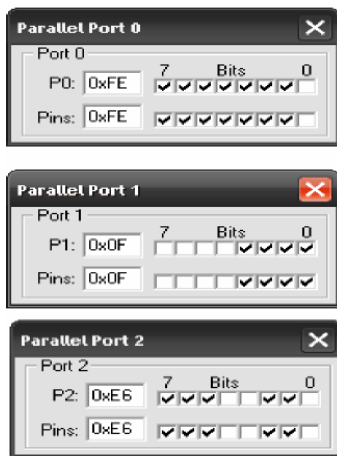 Parallel Port 0
Port 0
7 Bits 0
P0: 0xFE
Pins: 0xFE
Parallel Port 1
Port 1
7 Bits 0
P1: 0x0F
Pins: 0x0F
Parallel Port 2
Port 2
7 Bits 0
P2: 0xE6
Pins: 0xE6